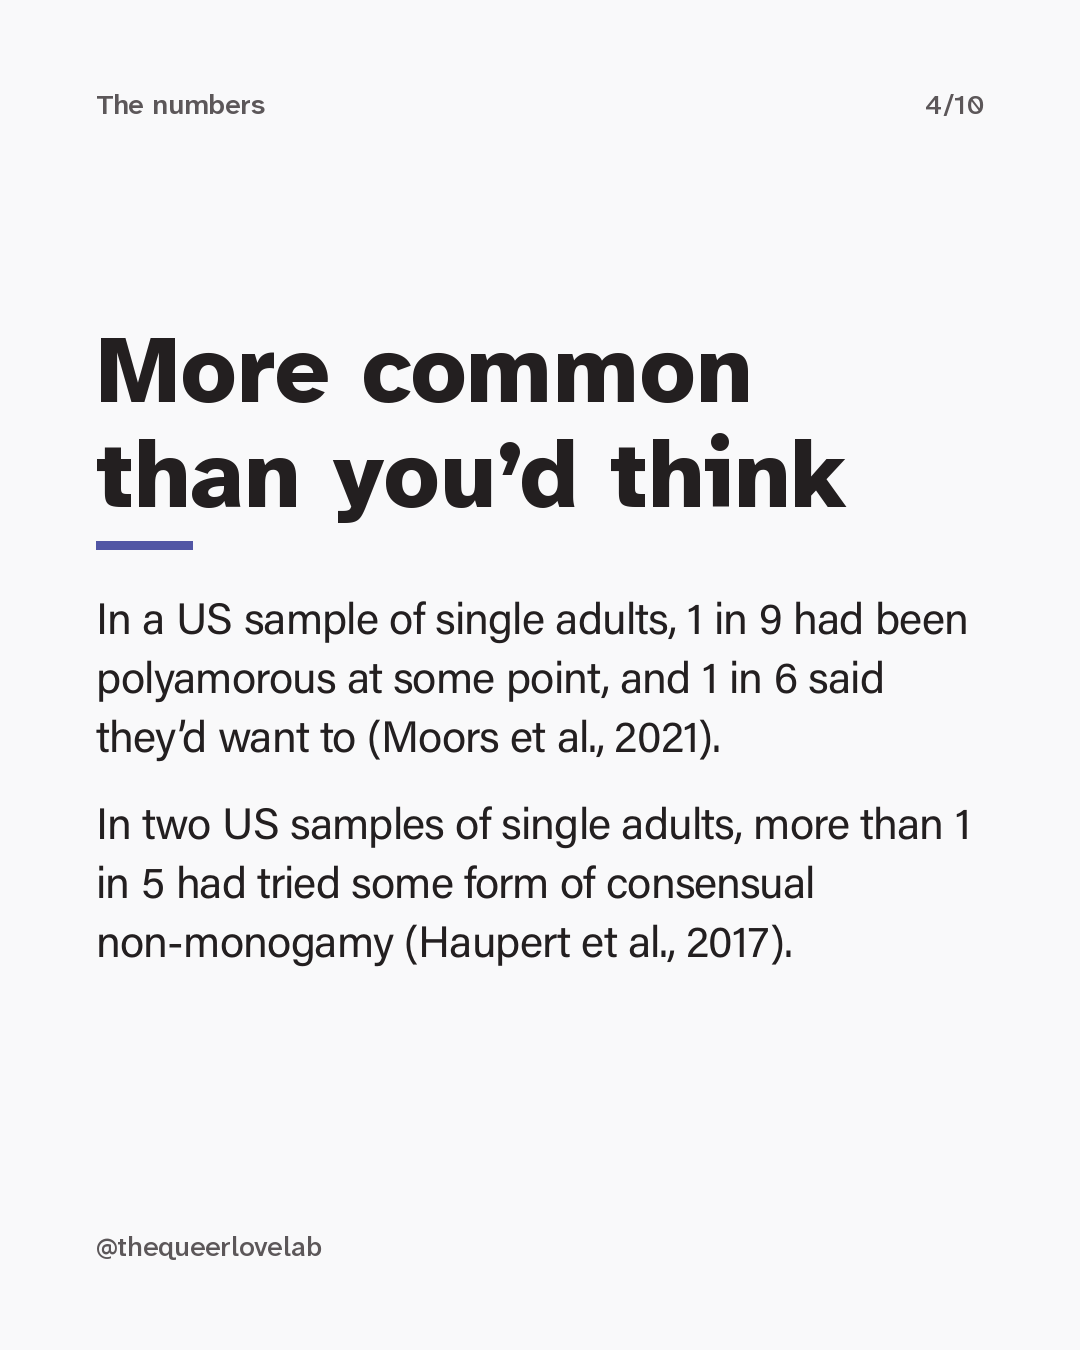 The numbers
4/10
More common
than you’d think
In a US sample of single adults, 1 in 9 had been
polyamorous at some point, and 1 in 6 said
they’d want to (Moors et al., 2021).
In two US samples of single adults, more than 1
in 5 had tried some form of consensual
non-monogamy (Haupert et al., 2017).
@thequeerlovelab